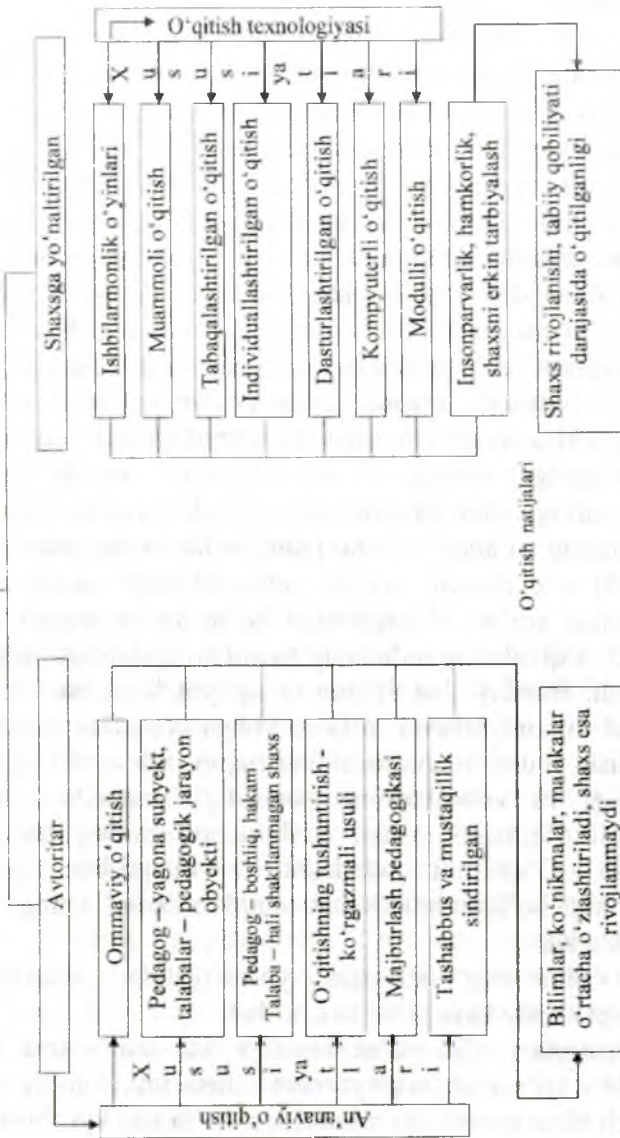 Avtoritar
Ommaviy o‘qitish
Pedagog – yagona subyekt,
talabalar – pedagogik jarayon
obyekti
Pedagog – boshliq, hakam
Talaba – hali shakllanmagan shaxs
O‘qitishning tushuntirish -
ko‘rgazmali usuli
Majburlash pedagogikasi
Tashabbus va mustaqillik
sindirilgan
An’anaviy o‘qitish
X u s u s i ya t l a r i
Bilimlar, ko‘nikmalar, malakalar
o‘rtacha o‘zlashtiriladi, shaxs esa
rivojlanmaydi
O‘qitish natijalari
Shaxsga yo‘naltirilgan
Ishbilarmonlik o‘yinlari
Muammoli o‘qitish
Tabaqalashtirilgan o‘qitish
Individuallashtirilgan o‘qitish
Dasturlashtirilgan o‘qitish
Kompyuterli o‘qitish
Modulli o‘qitish
Insonparvarlik, hamkorlik,
shaxsni erkin tarbiyalash
X u s u s i ya t l a r i
O‘qitish texnologiyasi
Shaxs rivojlanishi, tabiiy qobiliyati
darajasida o‘qitilganligi